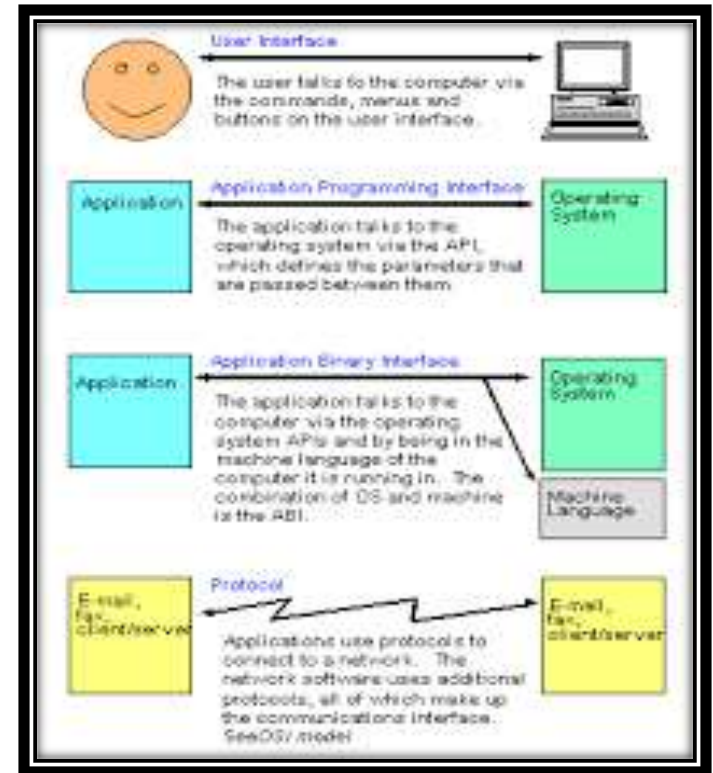 User Interface
The user talks to the computer via
the commands, menus and
buttons on the user interface.
Application
Application Programming Interface
Operating
System
The application talks to the
operating system via the API,
which defines the parameters that
are passed between them
Application
Application Binary Interface
Operating
System
The application talks to the
computer via the operating
system APIs and by being in the
machine language of the
computer it is running in. The
combination of OS and machine
is the ABI.
Machine
Language
E-mail,
fax,
client/server
Protocol
E-mail,
fax,
client/server
Applications use protocols to
connect to a network. The
network software uses additional
protocols, all of which make up
the communications interface.
SeeOSI model